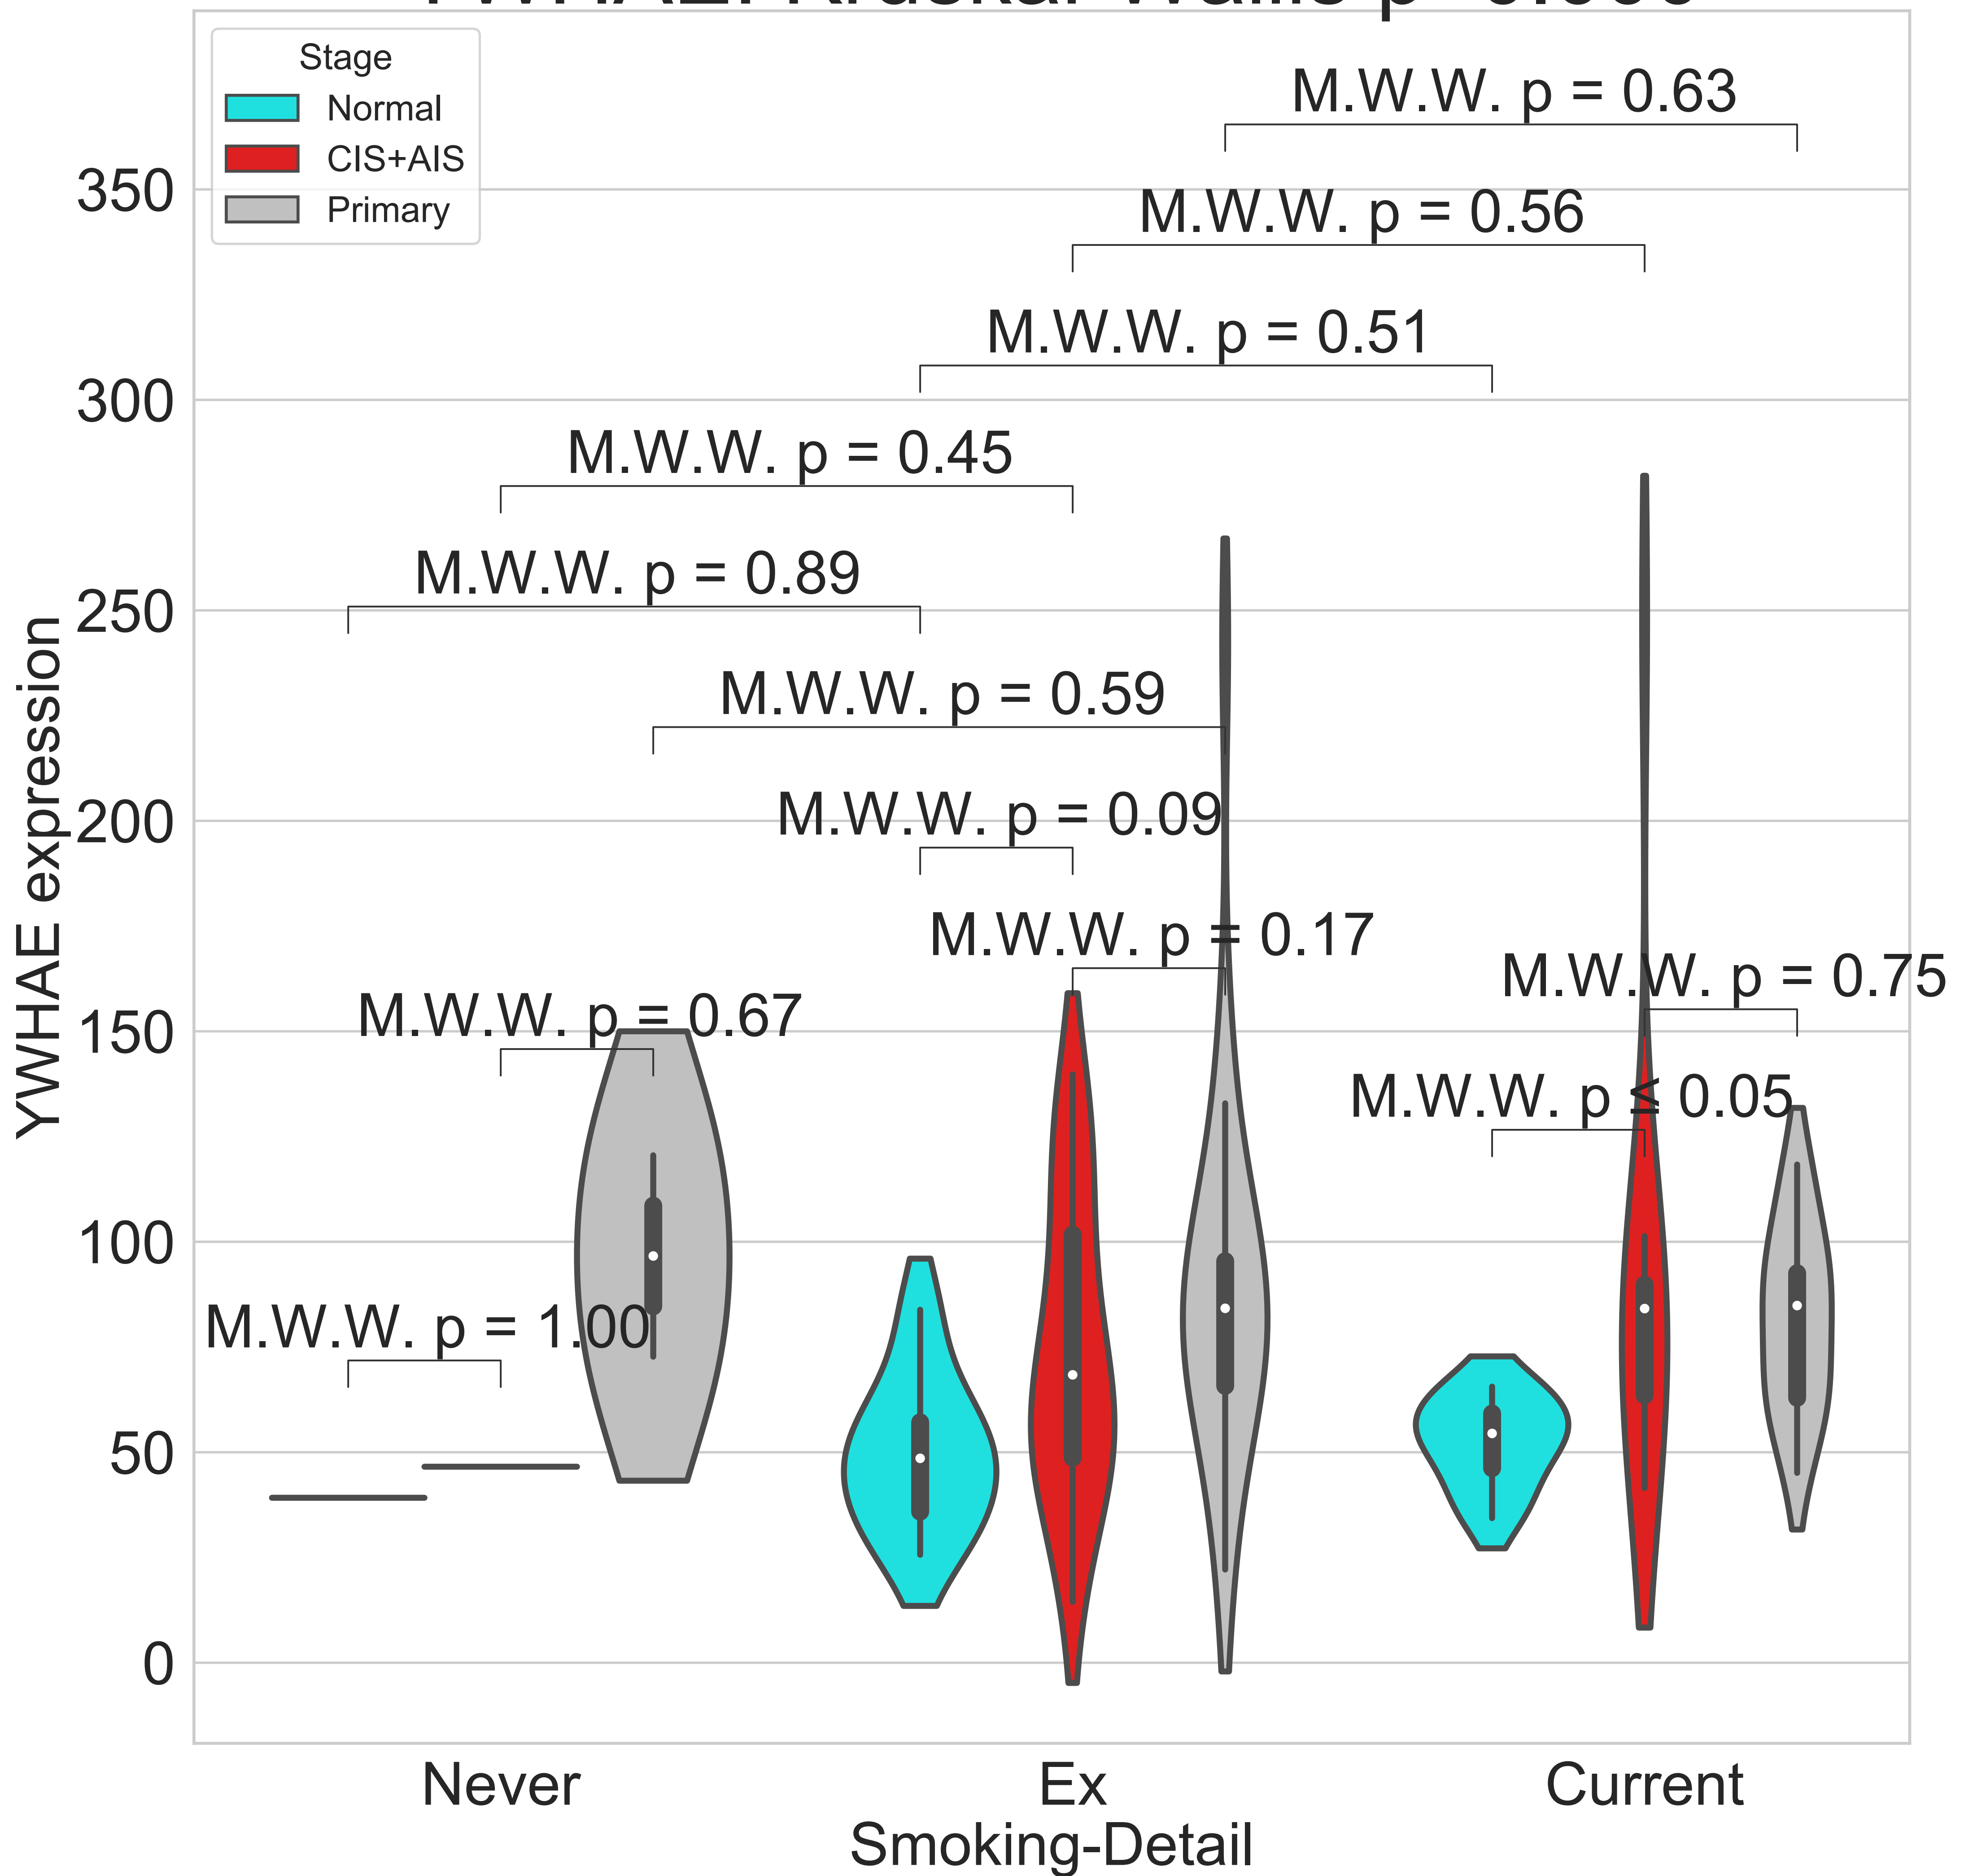 Stage
Normal
CIS+AIS
Primary
M.W.W. p = 0.63
M.W.W. p = 0.56
M.W.W. p = 0.51
M.W.W. p = 0.45
M.W.W. p = 0.89
M.W.W. p = 0.59
M.W.W. p = 0.09
M.W.W. p = 0.17
M.W.W. p = 0.75
M.W.W. p = 0.67
M.W.W. p ≤ 0.05
M.W.W. p = 1.00
350
300
250
200
150
100
50
0
YWHAE expression
Never
Ex
Current
Smoking-Detail